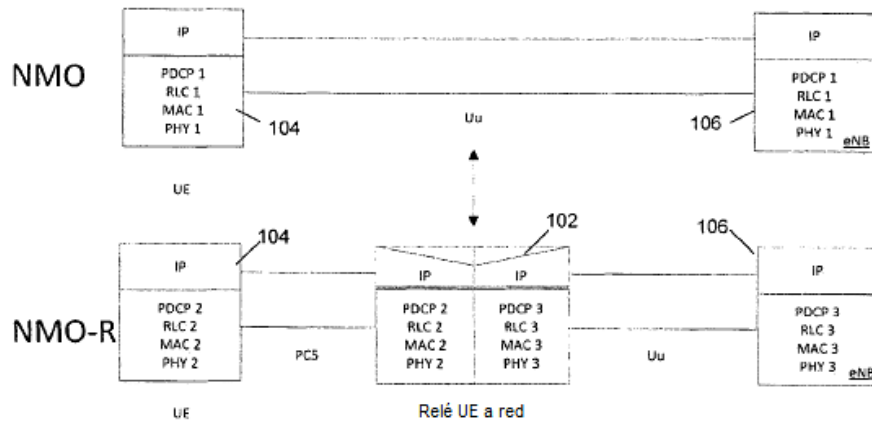 IP
IP
NMO
PDCP 1
RLC 1
MAC 1
PHY 1
104
Uu
106
PDCP 1
RLC 1
MAC 1
PHY 1
eNB
UE
104
102
106
IP
IP
IP
IP
NMO-R
PDCP 2
RLC 2
MAC 2
PHY 2
PC5
PDCP 2
RLC 2
MAC 2
PHY 2
PDCP 3
RLC 3
MAC 3
PHY 3
Uu
PDCP 3
RLC 3
MAC 3
PHY 3
eNB
UE
Relé UE a red